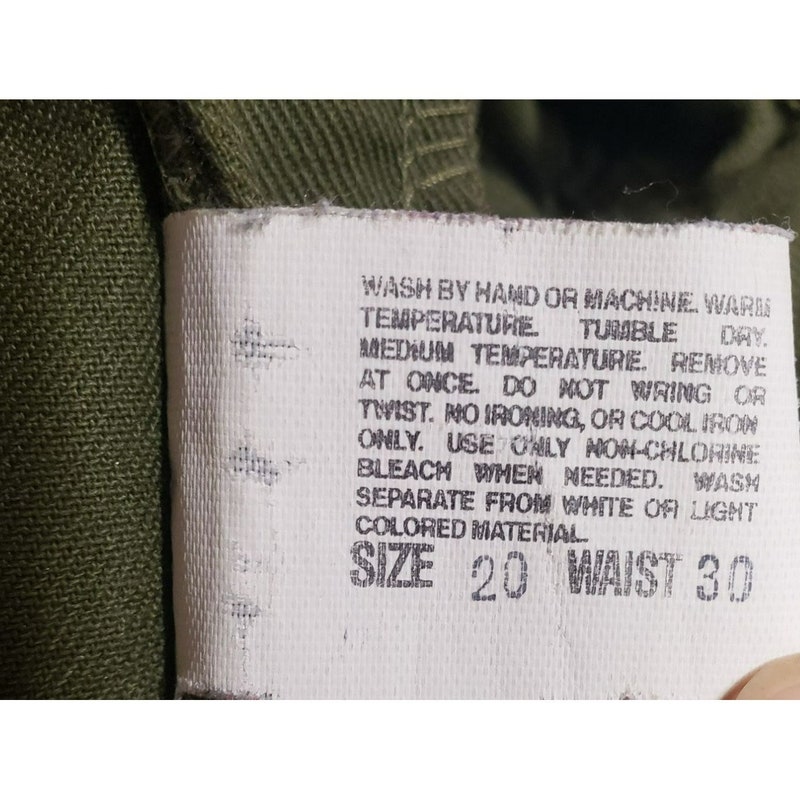 WASH BY HAND OR MACHINE. WARM
TEMPERATURE. TUMBLE DRY.
MEDIUM TEMPERATURE. REMOVE
AT ONCE. DO NOT WRING OR
TWIST. NO IRONING, OR COOL IRON
ONLY. USE ONLY NON-CHLORINE
BLEACH WHEN NEEDED. WASH
SEPARATE FROM WHITE OR LIGHT
COLORED MATERIAL.
SIZE 20 WAIST 30